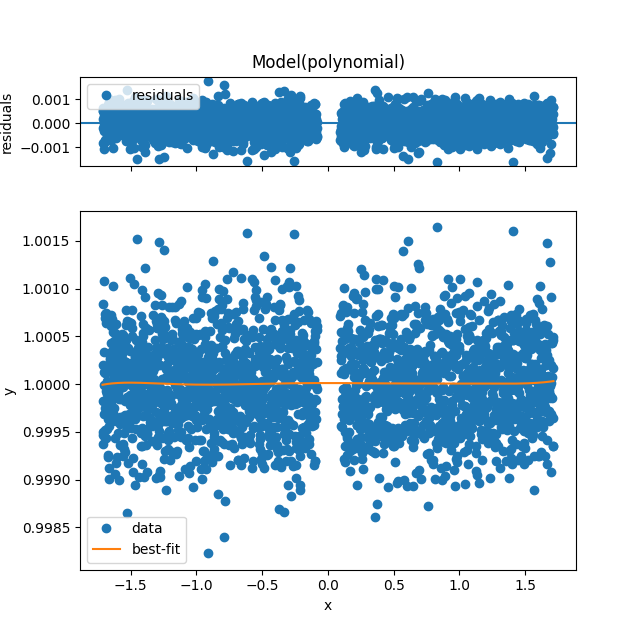 Model(polynomial)
residuals
0.001
0.000
−0.001
residuals
1.0015
1.0010
1.0005
1.0000
0.9995
0.9990
0.9985
y
data
best-fit
−1.5 −1.0 −0.5 0.0 0.5 1.0 1.5
x